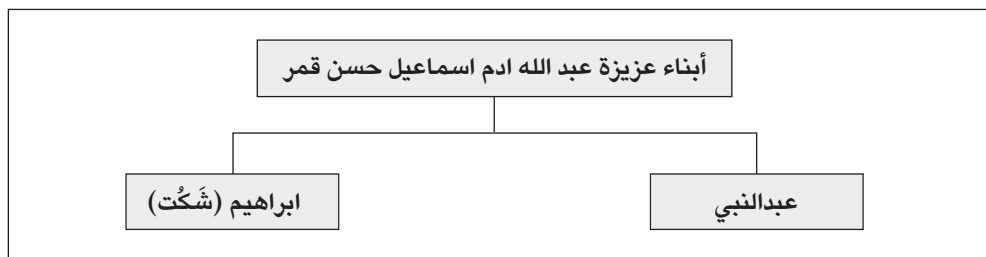 أبناء عزيزة عبد الله ادم اسماعيل حسن قمر
عبدالنبي
ابراهيم (شَكُت)